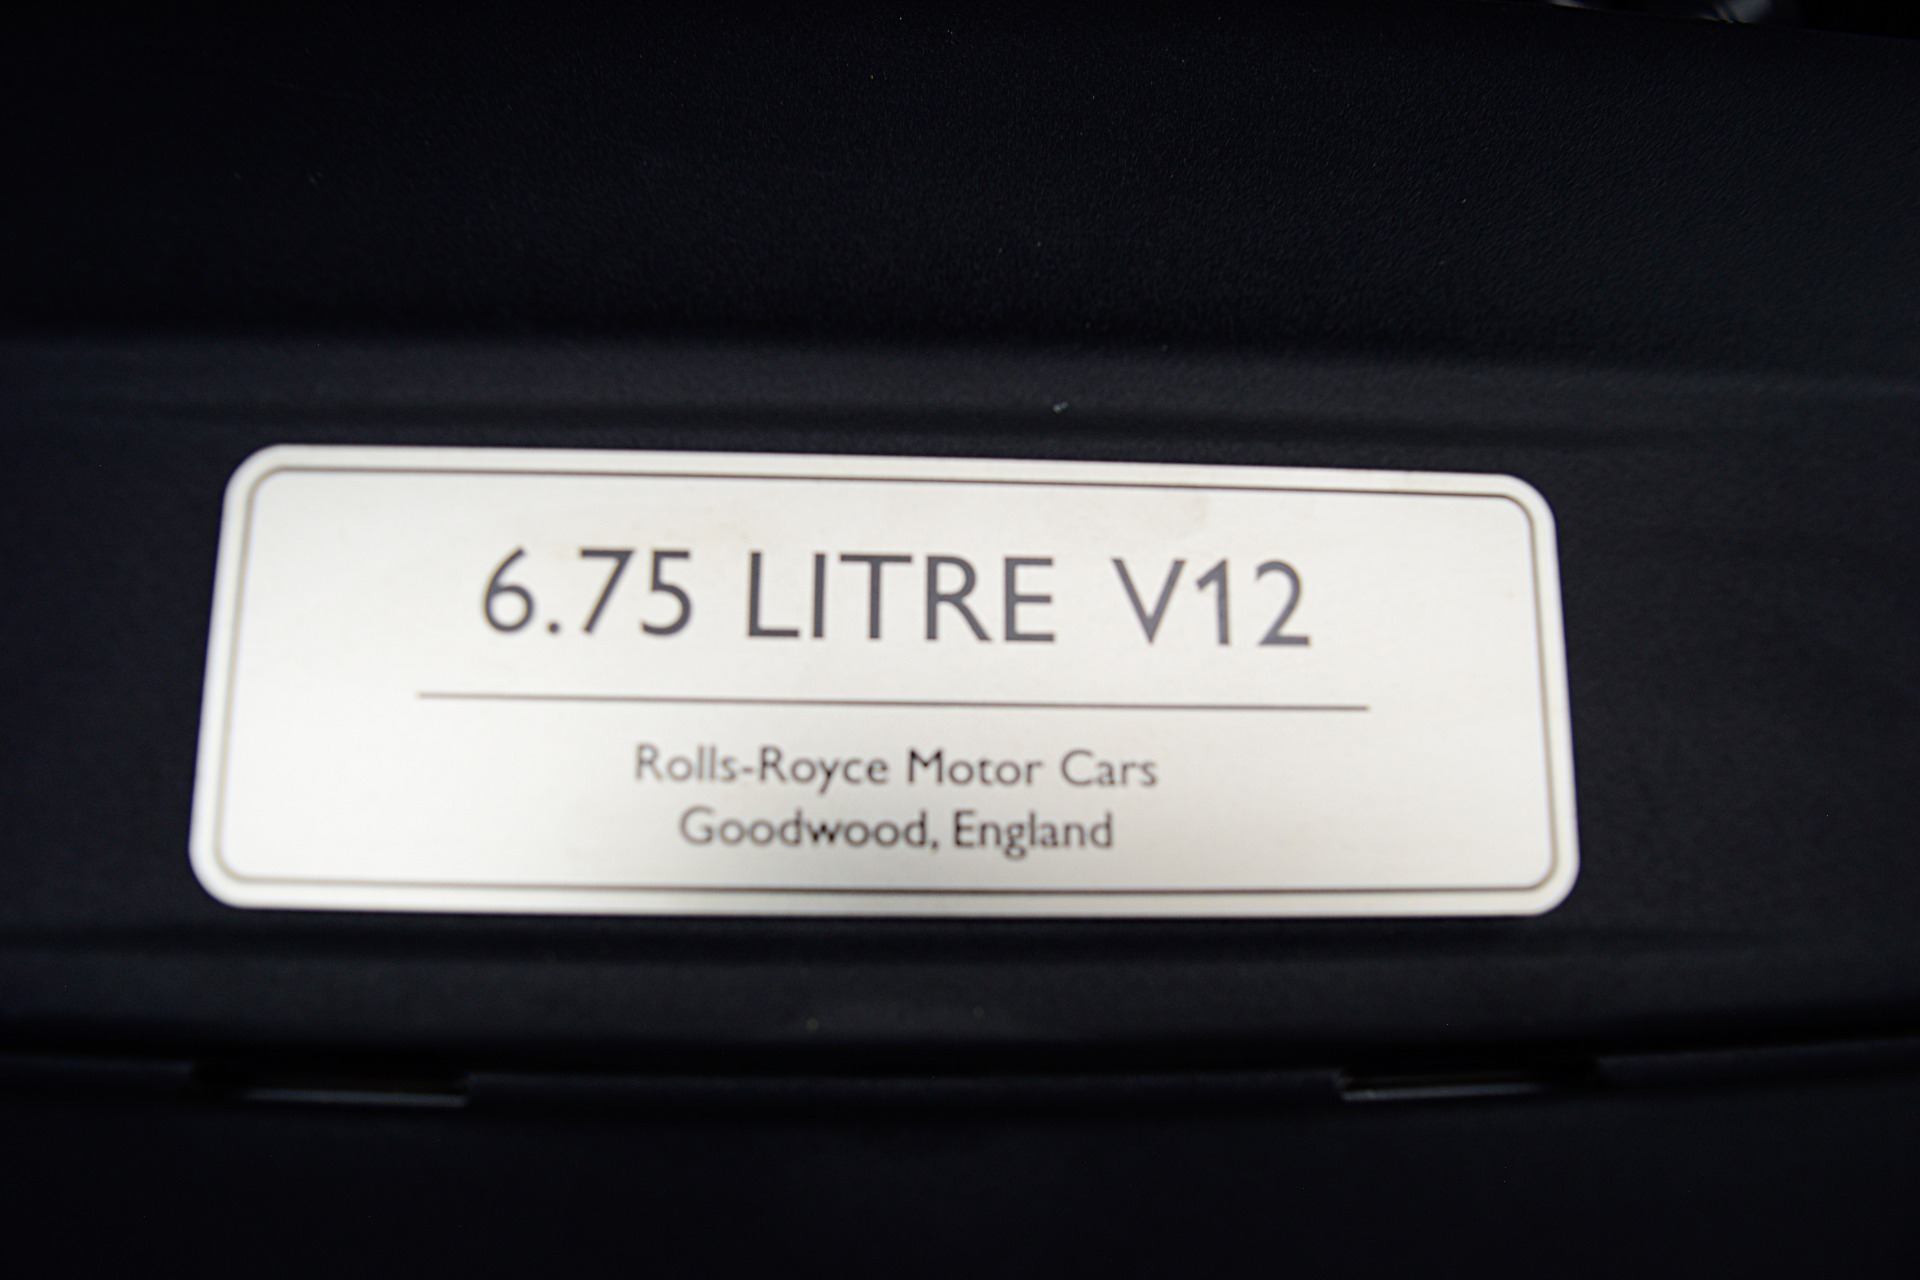 6.75 LITRE V12
Rolls-Royce Motor Cars
Goodwood, England